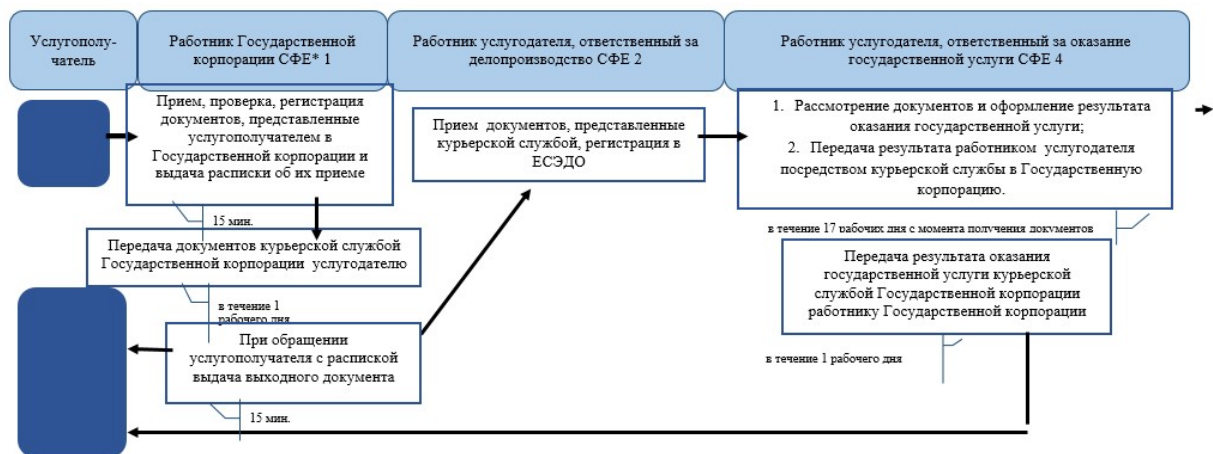 Услугополу-
чатель
Работник Государственной
корпорации СФЕ* 1
Работник услугодателя, ответственный за
делопроизводство СФЕ 2
Работник услугодателя, ответственный за оказание
государственной услуги СФЕ 4
Прием, проверка, регистрация
документов, представленные
услугополучателем в
Государственной корпорации и
выдача расписки об их приеме
15 мин.
Передача документов курьерской службой
Государственной корпорации услугодателю
в течение 1
рабочего дня
При обращении
услугополучателя с распиской
выдача выходного документа
15 мин.
Прием документов, представленные
курьерской службой, регистрация в
ЕСЭДО
1. Рассмотрение документов и оформление результата
оказания государственной услуги;
2. Передача результата работником услугодателя
посредством курьерской службы в Государственную
корпорацию.
в течение 17 рабочих дня с момента получения документов
Передача результата оказания
государственной услуги курьерской
службой Государственной корпорации
работнику Государственной корпорации
в течение 1 рабочего дня